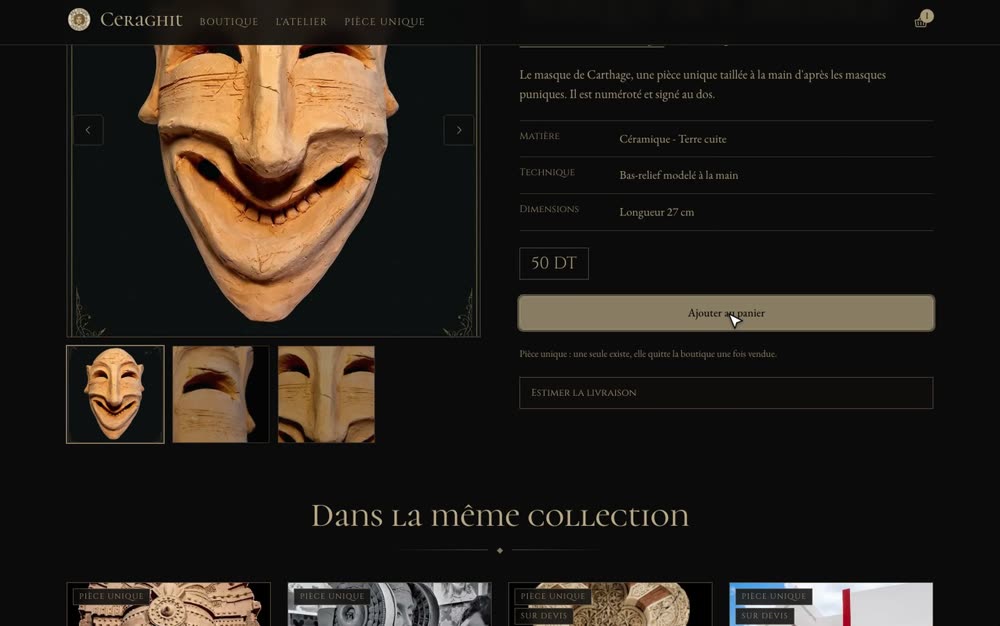 Ceraghit
BOUTIQUE
L'ATELIER
PIÈCE UNIQUE
1
Le masque de Carthage, une pièce unique taillée à la main d'après les masques
puniques. Il est numéroté et signé au dos.
Matière
Céramique - Terre cuite
Technique
Bas-relief modelé à la main
Dimensions
Longueur 27 cm
50 DT
Ajouter au panier
Pièce unique : une seule existe, elle quitte la boutique une fois vendue.
Estimer la livraison
Dans la même collection
PIÈCE UNIQUE
PIÈCE UNIQUE
PIÈCE UNIQUE
SUR DEVIS
PIÈCE UNIQUE
SUR DEVIS